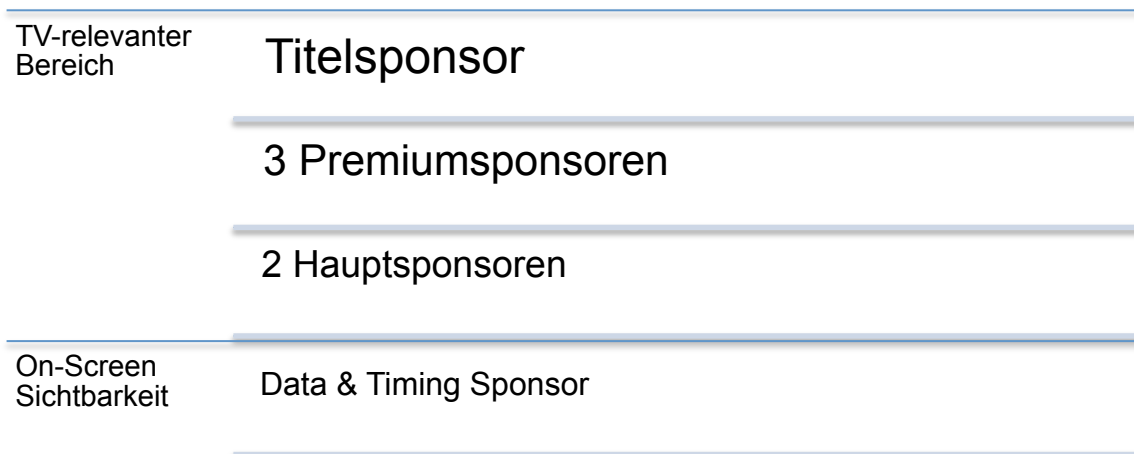 TV-relevanter
Bereich
Titelsponsor
3 Premiumsponsoren
2 Hauptsponsoren
On-Screen
Sichtbarkeit
Data & Timing Sponsor